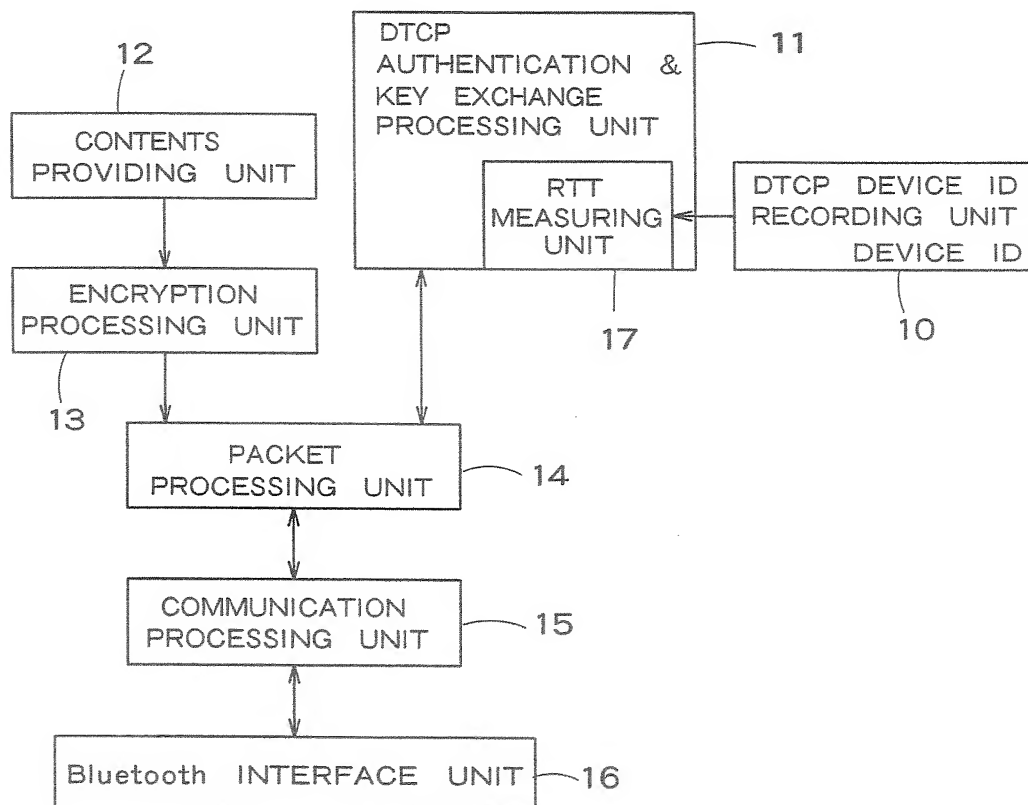 12
CONTENTS
PROVIDING UNIT
DTCP
AUTHENTICATION &
KEY EXCHANGE
PROCESSING UNIT
11
RTT
MEASURING
UNIT
17
DTCP DEVICE ID
RECORDING UNIT
DEVICE ID
10
ENCRYPTION
PROCESSING UNIT
13
PACKET
PROCESSING UNIT
14
COMMUNICATION
PROCESSING UNIT
15
Bluetooth INTERFACE UNIT
16